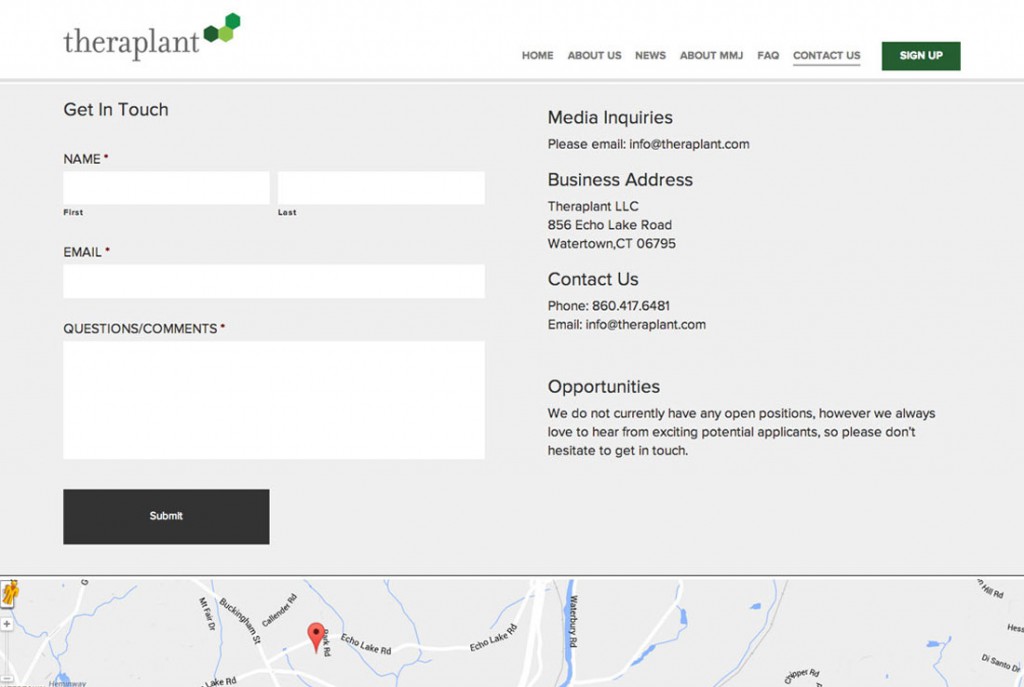 theraplant
HOME ABOUT US NEWS ABOUT MMJ FAQ CONTACT US SIGN UP
Get In Touch
NAME *
First Last
EMAIL *
QUESTIONS/COMMENTS *
Submit
Media Inquiries
Please email: info@theraplant.com
Business Address
Theraplant LLC
856 Echo Lake Road
Watertown,CT 06795
Contact Us
Phone: 860.417.6481
Email: info@theraplant.com
Opportunities
We do not currently have any open positions, however we always
love to hear from exciting potential applicants, so please don't
hesitate to get in touch.
Mt Fair Dr
Buckingham St
Callender Rd
Park Rd
Echo Lake Rd
Echo Lake Rd
Waterbury Rd
Hill Rd
Hess
Di Santo Dr
Lake Rd